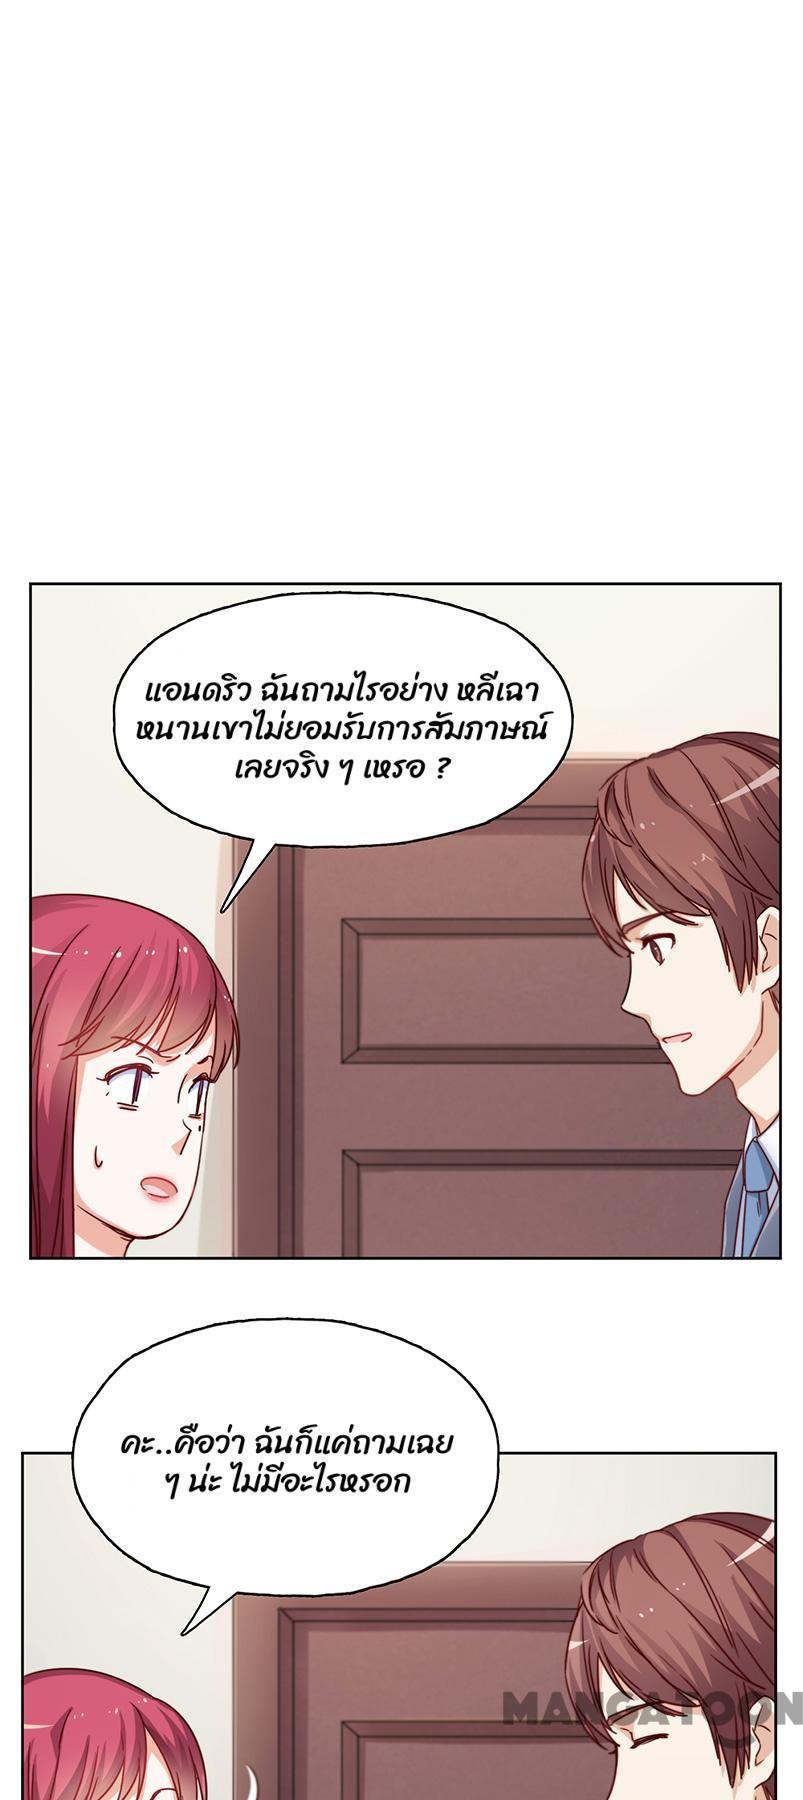 แอนดริว ฉันถามไรอย่าง หลีเฉา
หนานเขาไม่ยอมรับการสัมภาษณ์
เลยจริง ๆ เหรอ ?
คะ..คือว่า ฉันก็แค่ถามเฉย
ๆ น่ะ ไม่มีอะไรหรอก
MANGATOON